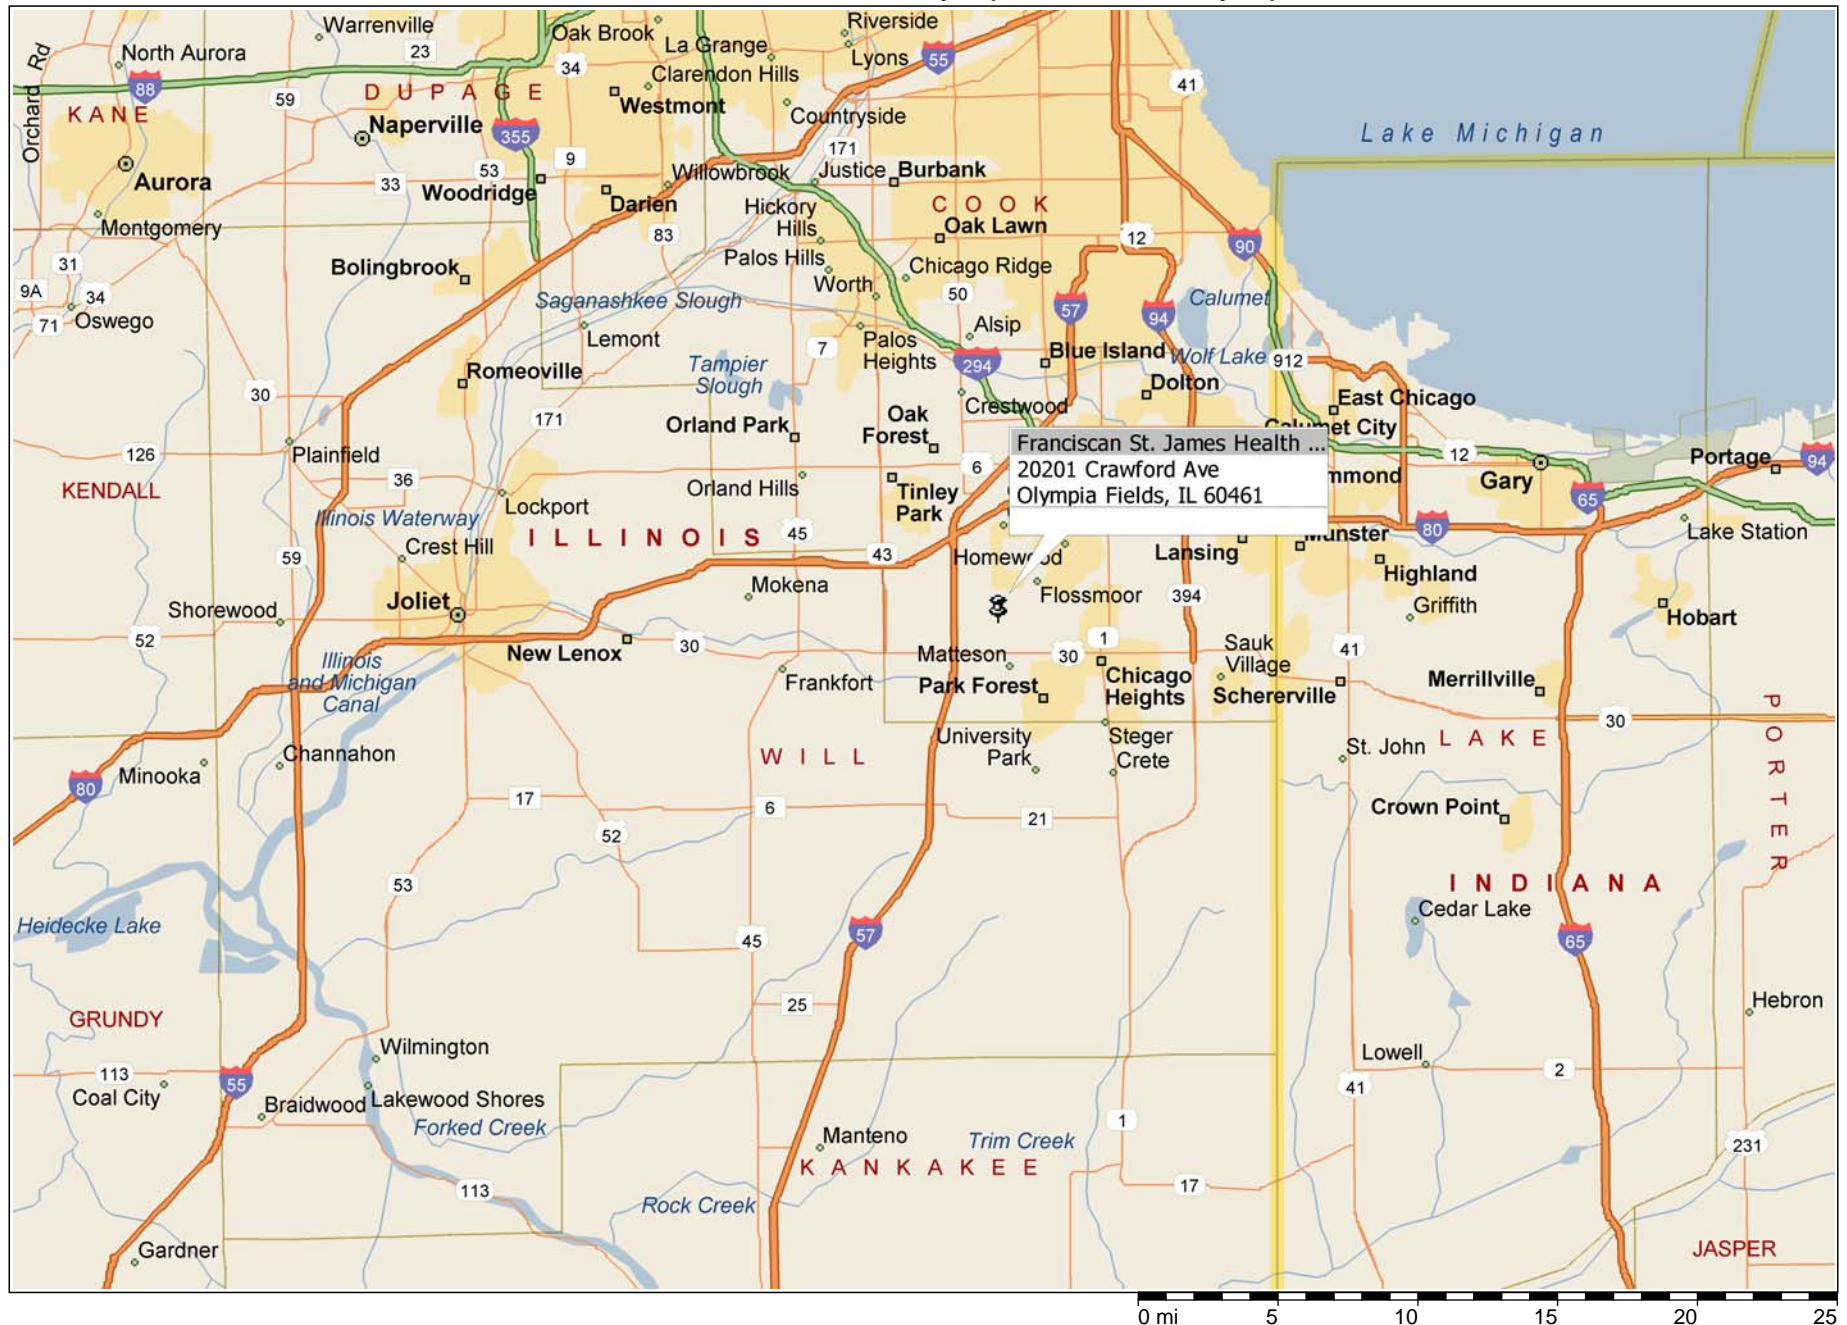 Warrenville
Oak Brook
Riverside
La Grange
North Aurora
23
34
Lyons
55
Orchard Rd
88
59
DUPAGE
Clarendon Hills
41
KANE
Westmont
Countryside
Naperville
355
Lake Michigan
171
9
53
Willowbrook
Justice
Burbank
Aurora
33
Woodridge
Darien
COOK
Hickory
Hills
Oak Lawn
Montgomery
83
12
90
Palos Hills
Chicago Ridge
31
Bolingbrook
Worth
9A
34
Saganashkee Slough
50
57
94
Calumet
71
Oswego
Lemont
Alsip
7
Palos
Heights
Blue Island
Wolf Lake
912
Tampier
Slough
294
Romeoville
Dolton
30
East Chicago
171
Crestwood
Oak
Forest
Orland Park
Calumet City
Franciscan St. James Health ...
20201 Crawford Ave
Olympia Fields, IL 60461
126
Plainfield
12
Portage
94
36
Orland Hills
6
mmond
Gary
KENDALL
Tinley
Park
65
Lockport
Illinois Waterway
80
ILLINOIS
45
Lake Station
59
Crest Hill
43
Homewood
Lansing
Munster
Highland
Mokena
Joliet
Flossmoor
394
Griffith
Shorewood
Hobart
52
New Lenox
30
1
Sauk
Village
41
Matteson
30
Illinois
and Michigan
Canal
Frankfort
Park Forest
Chicago
Heights
Schererville
Merrillville
30
PORTER
University
Park
Steger
Crete
St. John
LAKE
WILL
Channahon
Minooka
80
17
6
21
Crown Point
52
53
INDIANA
Heidecke Lake
Cedar Lake
45
57
65
25
Hebron
GRUNDY
Wilmington
Lowell
113
Coal City
55
2
41
Braidwood
Lakewood Shores
Forked Creek
1
Manteno
Trim Creek
231
KANKAKEE
113
17
Rock Creek
Gardner
JASPER
0 mi 5 10 15 20 25